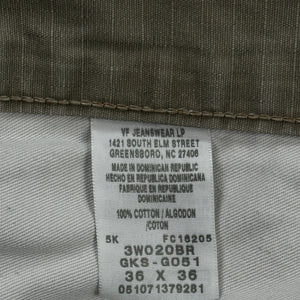 VF JEANSWEAR LP
1421 SOUTH ELM STREET
GREENSBORO, NC 27406
MADE IN DOMINICAN REPUBLIC
HECHO EN REPUBLICA DOMINICANA
FABRIQUE EN REPUBLIQUE
DOMINICAINE
100% COTTON / ALGODON
/COTON
5K FC16205
3W020BR
GKS-G051
36 X 36
051071379281